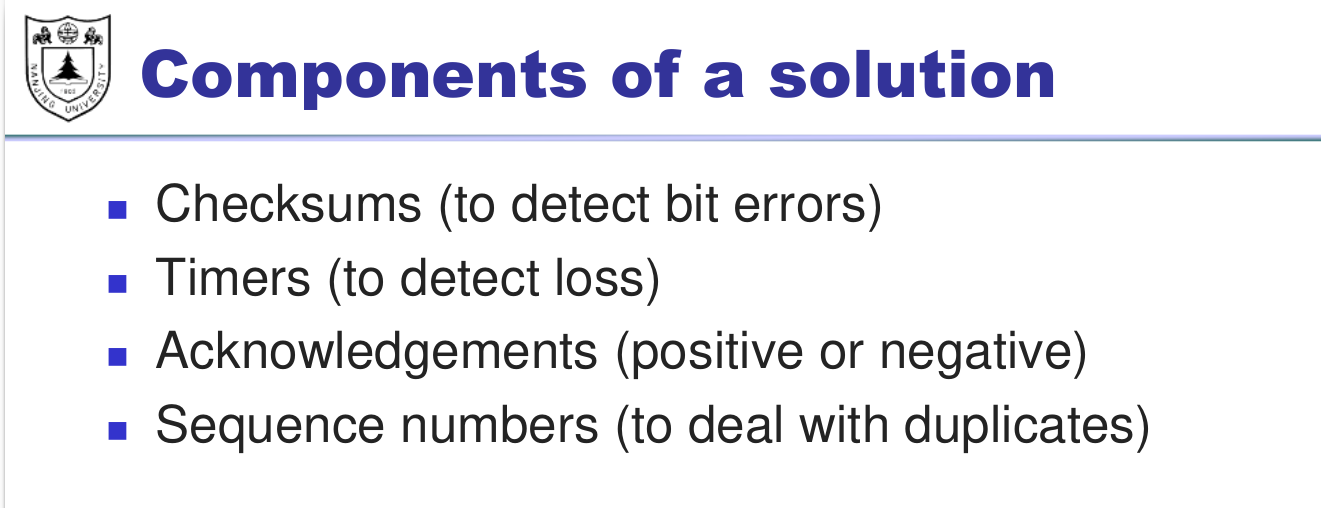 NANJING UNIVERSITY
1902
Components of a solution
Checksums (to detect bit errors)
Timers (to detect loss)
Acknowledgements (positive or negative)
Sequence numbers (to deal with duplicates)